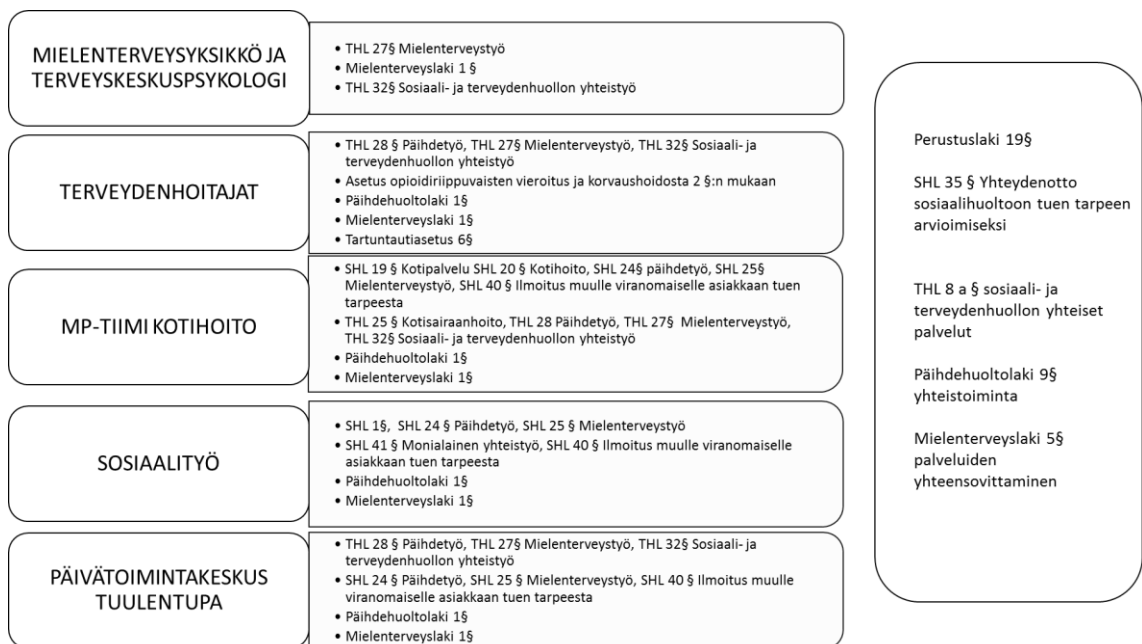 MIELENTERVEYSYKSIKKÖ JA
TERVEYSKESKUSPSYKOLOGI
• THL 27§ Mielenterveystyö
• Mielenterveyslaki 1 §
• THL 32§ Sosiaali- ja terveydenhuollon yhteistyö
TERVEYDENHOITAJAT
• THL 28 § Päihdetyö, THL 27§ Mielenterveystyö, THL 32§ Sosiaali- ja
terveydenhuollon yhteistyö
• Asetus opioidiriippuvaisten vieroitus ja korvaushoidosta 2 §:n mukaan
• Päihdehuoltolaki 1§
• Mielenterveyslaki 1§
• Tartuntautiasetus 6§
MP-TIIMI KOTIHOITO
• SHL 19 § Kotipalvelu SHL 20 § Kotihoito, SHL 24§ päihdetyö, SHL 25§
Mielenterveystyö, SHL 40 § Ilmoitus muulle viranomaiselle asiakkaan tuen
tarpeesta
• THL 25 § Kotisairaanhoito, THL 28 Päihdetyö, THL 27§ Mielenterveystyö,
THL 32§ Sosiaali- ja terveydenhuollon yhteistyö
• Päihdehuoltolaki 1§
• Mielenterveyslaki 1§
SOSIAALITYÖ
• SHL 1§, SHL 24 § Päihdetyö, SHL 25 § Mielenterveystyö
• SHL 41 § Monialainen yhteistyö, SHL 40 § Ilmoitus muulle viranomaiselle
asiakkaan tuen tarpeesta
• Päihdehuoltolaki 1§
• Mielenterveyslaki 1§
PÄIVÄTOIMINTAKESKUS
TUULENTUPA
• THL 28 § Päihdetyö, THL 27§ Mielenterveystyö, THL 32§ Sosiaali- ja
terveydenhuollon yhteistyö
• SHL 24 § Päihdetyö, SHL 25 § Mielenterveystyö, SHL 40 § Ilmoitus muulle
viranomaiselle asiakkaan tuen tarpeesta
• Päihdehuoltolaki 1§
• Mielenterveyslaki 1§
Perustuslaki 19§
SHL 35 § Yhteydenotto
sosiaalihuoltoon tuen tarpeen
arvioimiseksi
THL 8 a § sosiaali- ja
terveydenhuollon yhteiset
palvelut
Päihdehuoltolaki 9§
yhteistoiminta
Mielenterveyslaki 5§
palveluiden
yhteensovittaminen